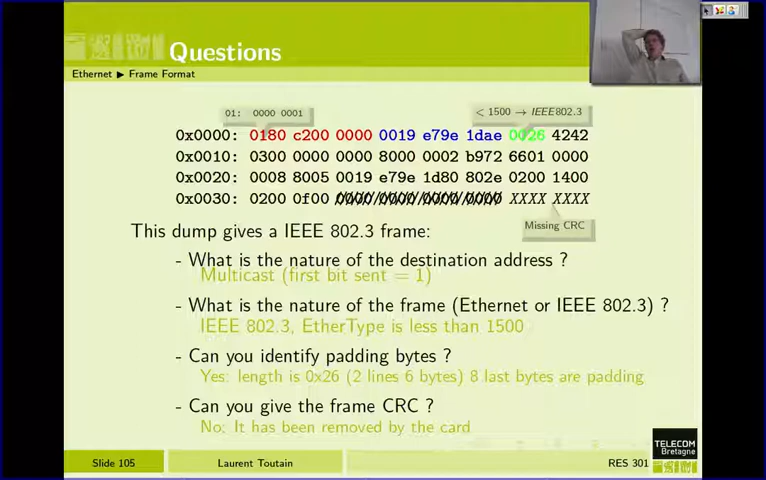 Questions
Ethernet ▶ Frame Format
01: 0000 0001
< 1500 → IEEE802.3
0x0000: 0180 c200 0000 0019 e79e 1dae 0026 4242
0x0010: 0300 0000 0000 8000 0002 b972 6601 0000
0x0020: 0008 8005 0019 e79e 1d80 802e 0200 1400
0x0030: 0200 0f00 0000 0000 0000 0000 XXXX XXXX
Missing CRC
This dump gives a IEEE 802.3 frame:
- What is the nature of the destination address ?
Multicast (first bit sent = 1)
- What is the nature of the frame (Ethernet or IEEE 802.3) ?
IEEE 802.3, EtherType is less than 1500
- Can you identify padding bytes ?
Yes: length is 0x26 (2 lines 6 bytes) 8 last bytes are padding
- Can you give the frame CRC ?
No: It has been removed by the card
TELECOM
Bretagne
Slide 105
Laurent Toutain
RES 301